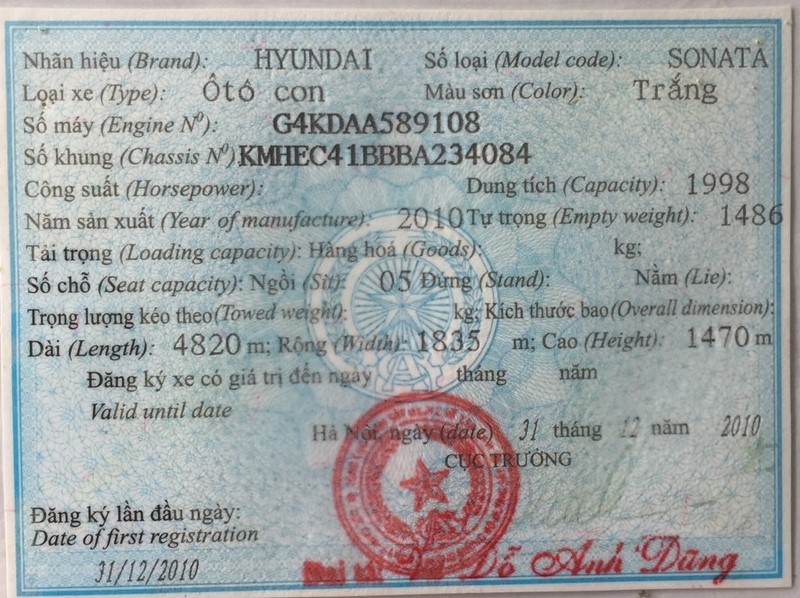 Nhãn hiệu (Brand): HYUNDAI Số loại (Model code): SONATA
Loại xe (Type): Ôtô con Màu sơn (Color): Trắng
Số máy (Engine Nº): G4KDAA589108
Số khung (Chassis Nº) KMHEC41BBBA234084
Công suất (Horsepower): Dung tích (Capacity): 1998
Năm sản xuất (Year of manufacture): 2010 Tự trọng (Empty weight): 1486
Tải trọng (Loading capacity): Hàng hoá (Goods): kg;
Số chỗ (Seat capacity): Ngồi (Sit): 05 Đứng (Stand): Nằm (Lie):
Trọng lượng kéo theo(Towed weight): kg; Kích thước bao(Overall dimension):
Dài (Length): 4820 m; Rộng (Width): 1835 m; Cao (Height): 1470 m
Đăng ký xe có giá trị đến ngày tháng năm
Valid until date
Hà Nội, ngày (date) 31 tháng 12 năm 2010
CỤC TRƯỞNG
Đăng ký lần đầu ngày:
Date of first registration
31/12/2010
Đỗ Anh Dũng